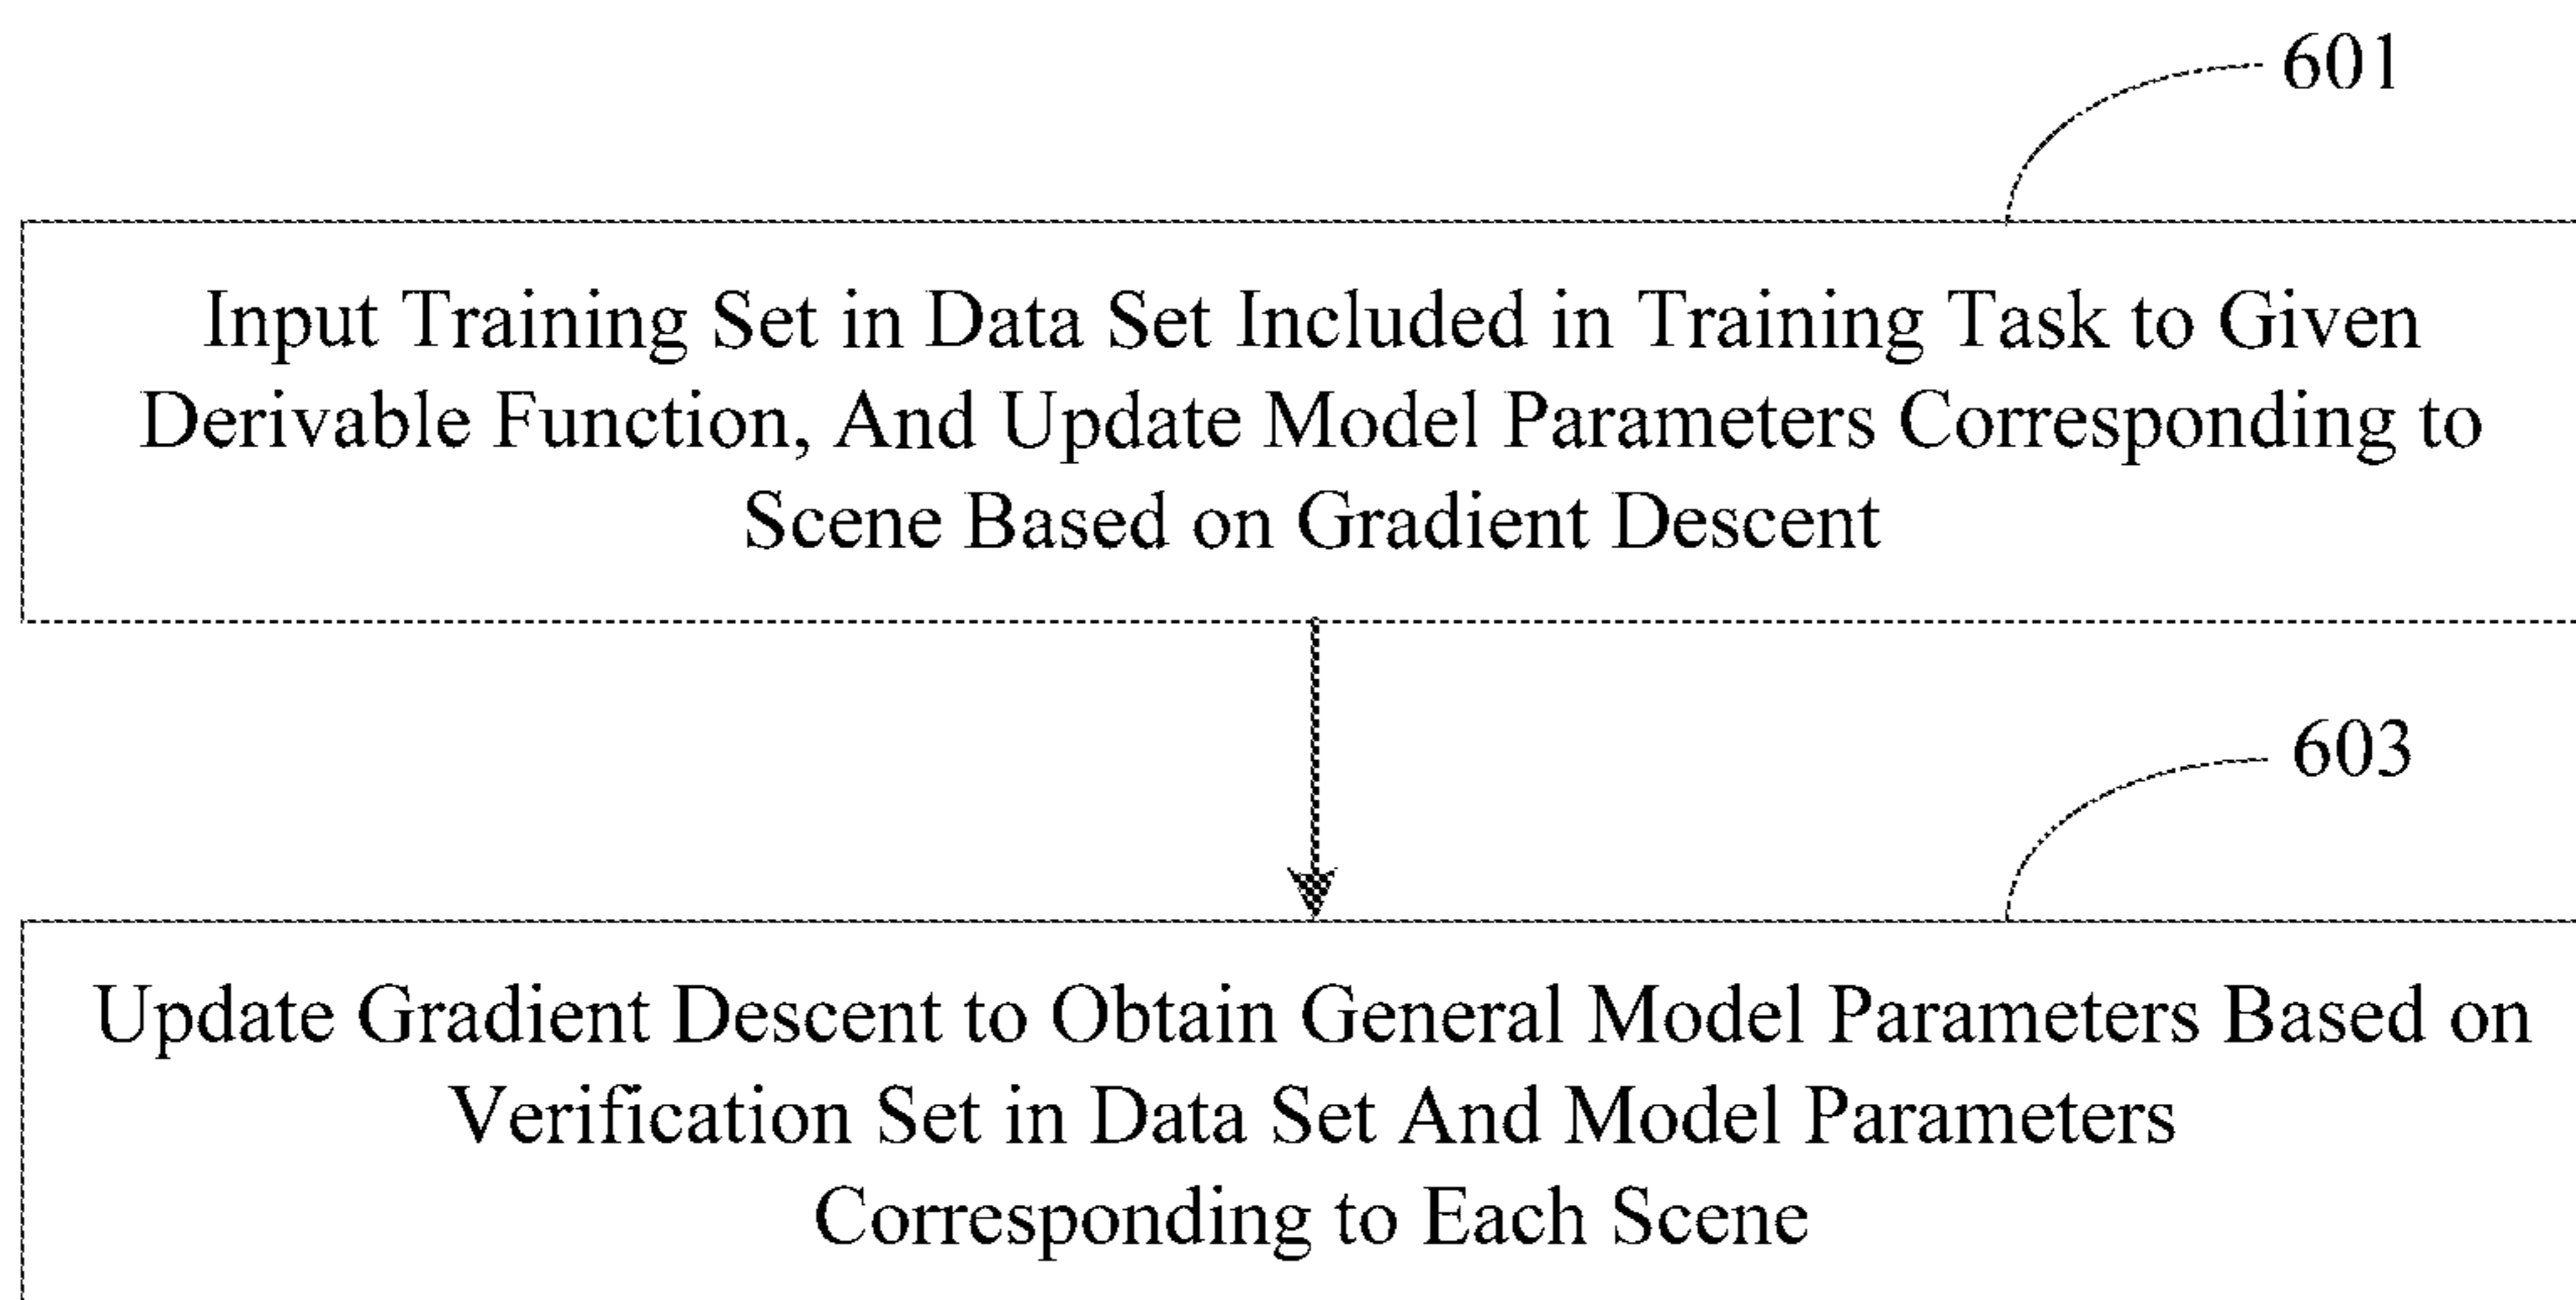 601
Input Training Set in Data Set Included in Training Task to Given
Derivable Function, And Update Model Parameters Corresponding to
Scene Based on Gradient Descent
603
Update Gradient Descent to Obtain General Model Parameters Based on
Verification Set in Data Set And Model Parameters
Corresponding to Each Scene